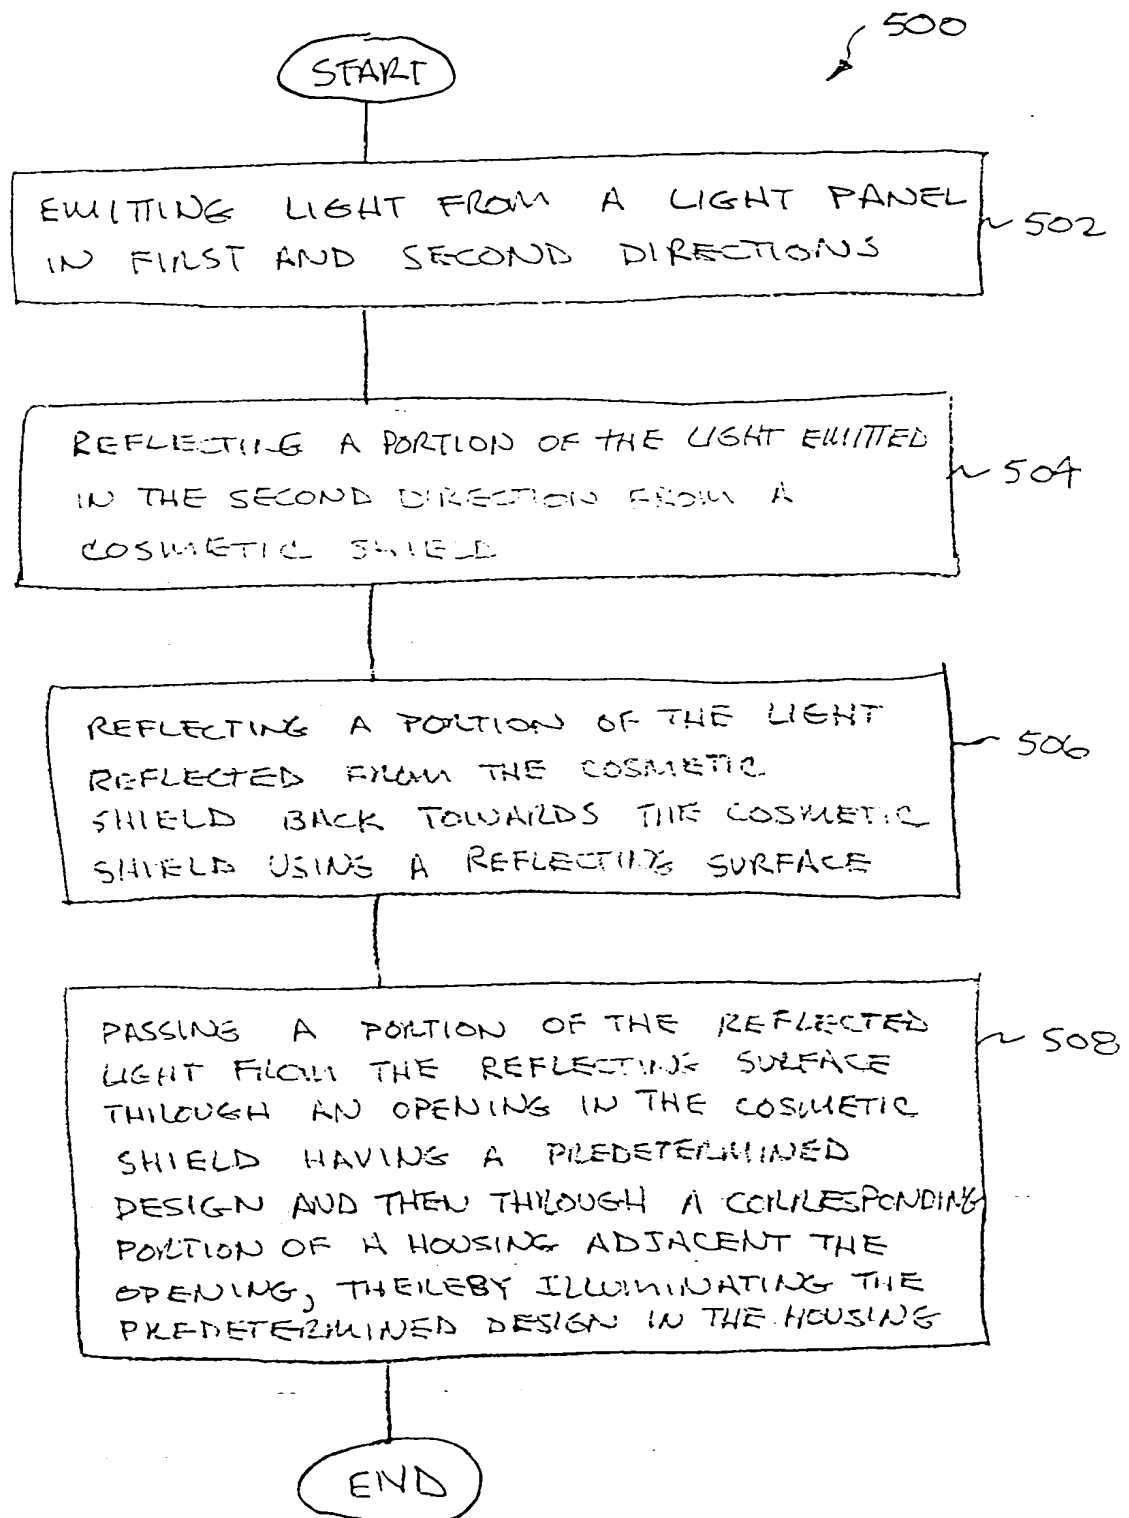 500
START
EMITTING LIGHT FROM A LIGHT PANEL
IN FIRST AND SECOND DIRECTIONS
502
REFLECTING A PORTION OF THE LIGHT EMITTED
IN THE SECOND DIRECTION FROM A
COSMETIC SHIELD
504
REFLECTING A PORTION OF THE LIGHT
REFLECTED FROM THE COSMETIC
SHIELD BACK TOWARDS THE COSMETIC
SHIELD USING A REFLECTING SURFACE
506
PASSING A PORTION OF THE REFLECTED
LIGHT FROM THE REFLECTING SURFACE
THROUGH AN OPENING IN THE COSMETIC
SHIELD HAVING A PREDETERMINED
DESIGN AND THEN THROUGH A CORRESPONDING
PORTION OF A HOUSING ADJACENT THE
OPENING, THEREBY ILLUMINATING THE
PREDETERMINED DESIGN IN THE HOUSING
508
END